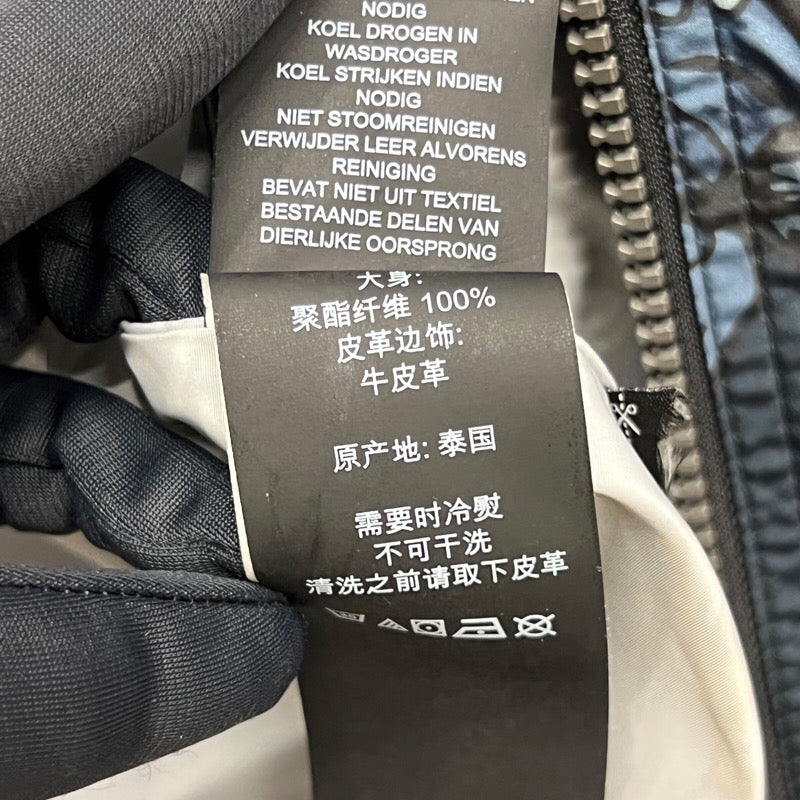 NODIG
KOEL DROGEN IN
WASDROGER
KOEL STRIJKEN INDIEN
NODIG
NIET STOOMREINIGEN
VERWIJDER LEER ALVORENS
REINIGING
BEVAT NIET UIT TEXTIEL
BESTAANDE DELEN VAN
DIERLIJKE OORSPRONG
大身:
聚酯纤维 100%
皮革边饰:
牛皮革
原产地: 泰国
需要时冷熨
不可干洗
清洗之前请取下皮革